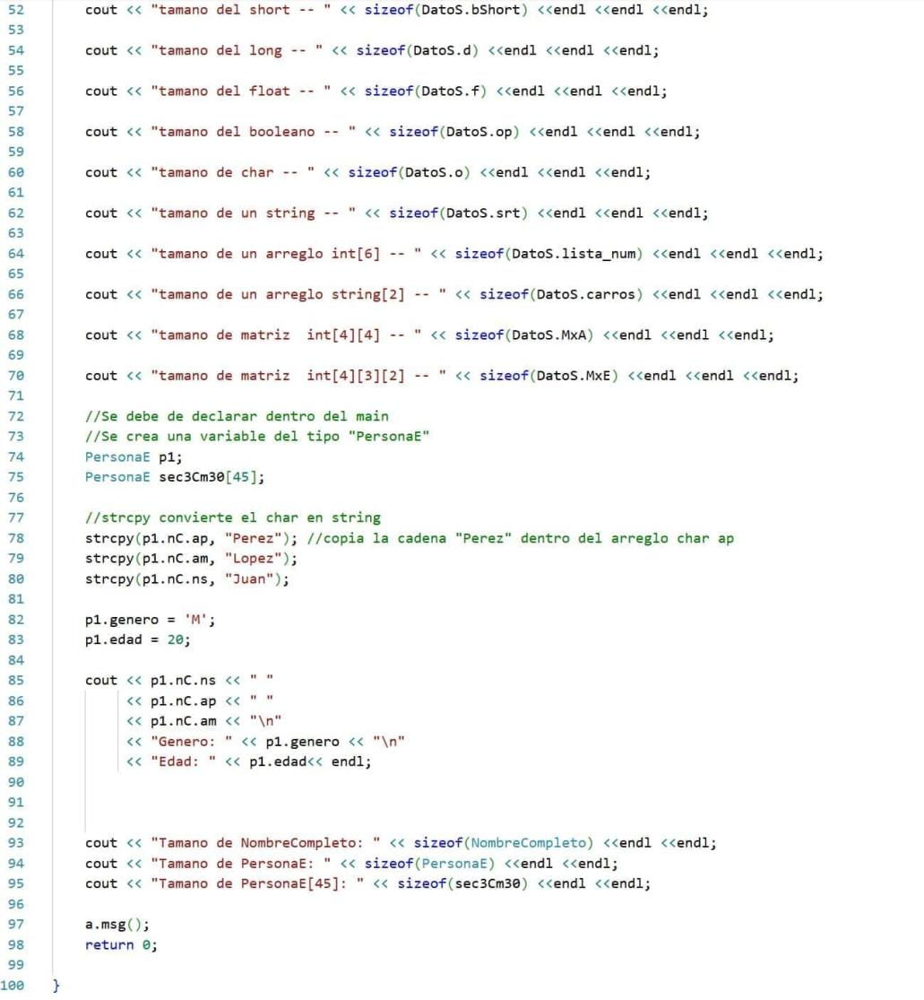 52 cout << "tamano del short -- " << sizeof(DatoS.bShort) <<endl <<endl <<endl;
53
54 cout << "tamano del long -- " << sizeof(DatoS.d) <<endl <<endl <<endl;
55
56 cout << "tamano del float -- " << sizeof(DatoS.f) <<endl <<endl <<endl;
57
58 cout << "tamano del booleano -- " << sizeof(DatoS.op) <<endl <<endl <<endl;
59
60 cout << "tamano de char -- " << sizeof(DatoS.o) <<endl <<endl <<endl;
61
62 cout << "tamano de un string -- " << sizeof(DatoS.srt) <<endl <<endl <<endl;
63
64 cout << "tamano de un arreglo int[6] -- " << sizeof(DatoS.lista_num) <<endl <<endl <<endl;
65
66 cout << "tamano de un arreglo string[2] -- " << sizeof(DatoS.carros) <<endl <<endl <<endl;
67
68 cout << "tamano de matriz  int[4][4] -- " << sizeof(DatoS.MxA) <<endl <<endl <<endl;
69
70 cout << "tamano de matriz  int[4][3][2] -- " << sizeof(DatoS.MxE) <<endl <<endl <<endl;
71
72 //Se debe de declarar dentro del main
73 //Se crea una variable del tipo "PersonaE"
74 PersonaE p1;
75 PersonaE sec3Cm30[45];
76
77 //strcpy convierte el char en string
78 strcpy(p1.nC.ap, "Perez"); //copia la cadena "Perez" dentro del arreglo char ap
79 strcpy(p1.nC.am, "Lopez");
80 strcpy(p1.nC.ns, "Juan");
81
82 p1.genero = 'M';
83 p1.edad = 20;
84
85 cout << p1.nC.ns << " "
86 << p1.nC.ap << " "
87 << p1.nC.am << "\n"
88 << "Genero: " << p1.genero << "\n"
89 << "Edad: " << p1.edad<< endl;
90
91
92
93 cout << "Tamano de NombreCompleto: " << sizeof(NombreCompleto) <<endl <<endl;
94 cout << "Tamano de PersonaE: " << sizeof(PersonaE) <<endl <<endl;
95 cout << "Tamano de PersonaE[45]: " << sizeof(sec3Cm30) <<endl <<endl;
96
97 a.msg();
98 return 0;
99
100 }